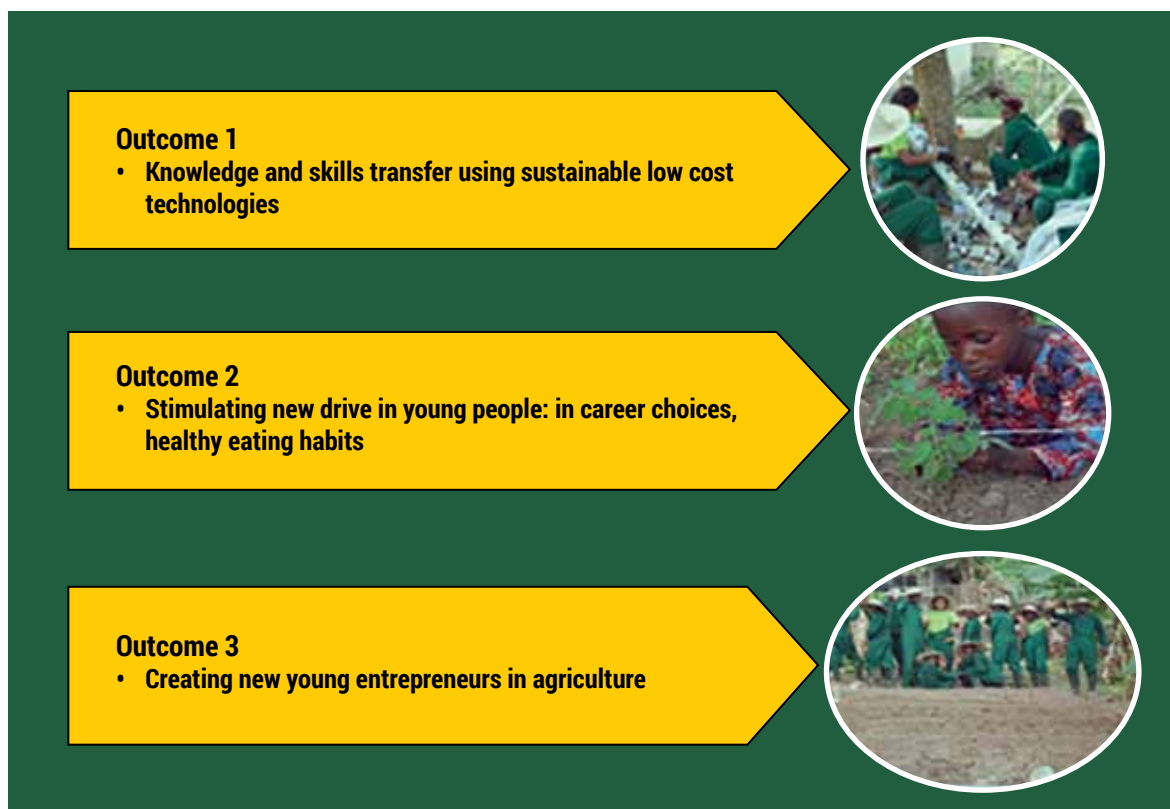 Outcome 1
• Knowledge and skills transfer using sustainable low cost
technologies
Outcome 2
• Stimulating new drive in young people: in career choices,
healthy eating habits
Outcome 3
• Creating new young entrepreneurs in agriculture